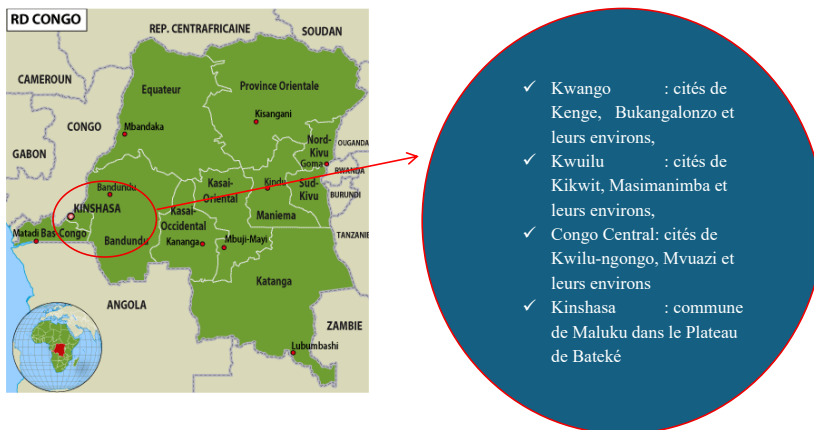 RD CONGO
REP. CENTRAFRICAINE
SOUDAN
CAMEROUN
Equateur
Province Orientale
Kisangani
Mbandaka
CONGO
Nord-
Kivu
OUGANDA
GABON
Goma
RWANDA
Bandundu
Kasai-
Oriental
Kindu
Sud-
Kivu
BURUNDI
KINSHASA
Kasai-
Occidental
Maniema
Matadi Bas-Congo
Bandundu
Kananga
Mbuji-Mayi
TANZANIE
Katanga
ANGOLA
ZAMBIE
Lubumbashi
✓ Kwango : cités de
Kenge, Bukangalonzo et
leurs environs,
✓ Kwuilu : cités de
Kikwit, Masimanimba et
leurs environs,
✓ Congo Central: cités de
Kwilu-ngongo, Mvuazi et
leurs environs
✓ Kinshasa : commune
de Maluku dans le Plateau
de Bateké